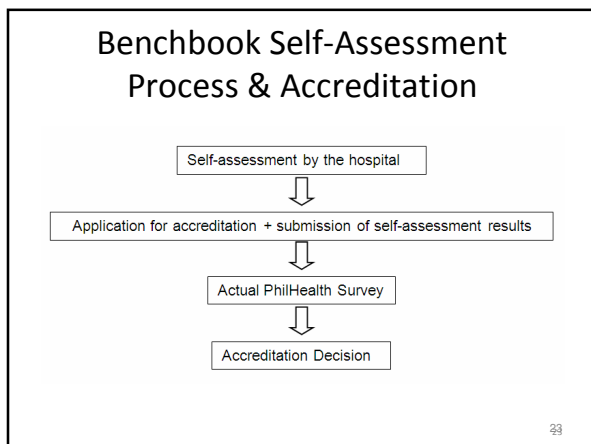 Benchbook Self-Assessment
Process & Accreditation
Self-assessment by the hospital
Application for accreditation + submission of self-assessment results
Actual PhilHealth Survey
Accreditation Decision
23